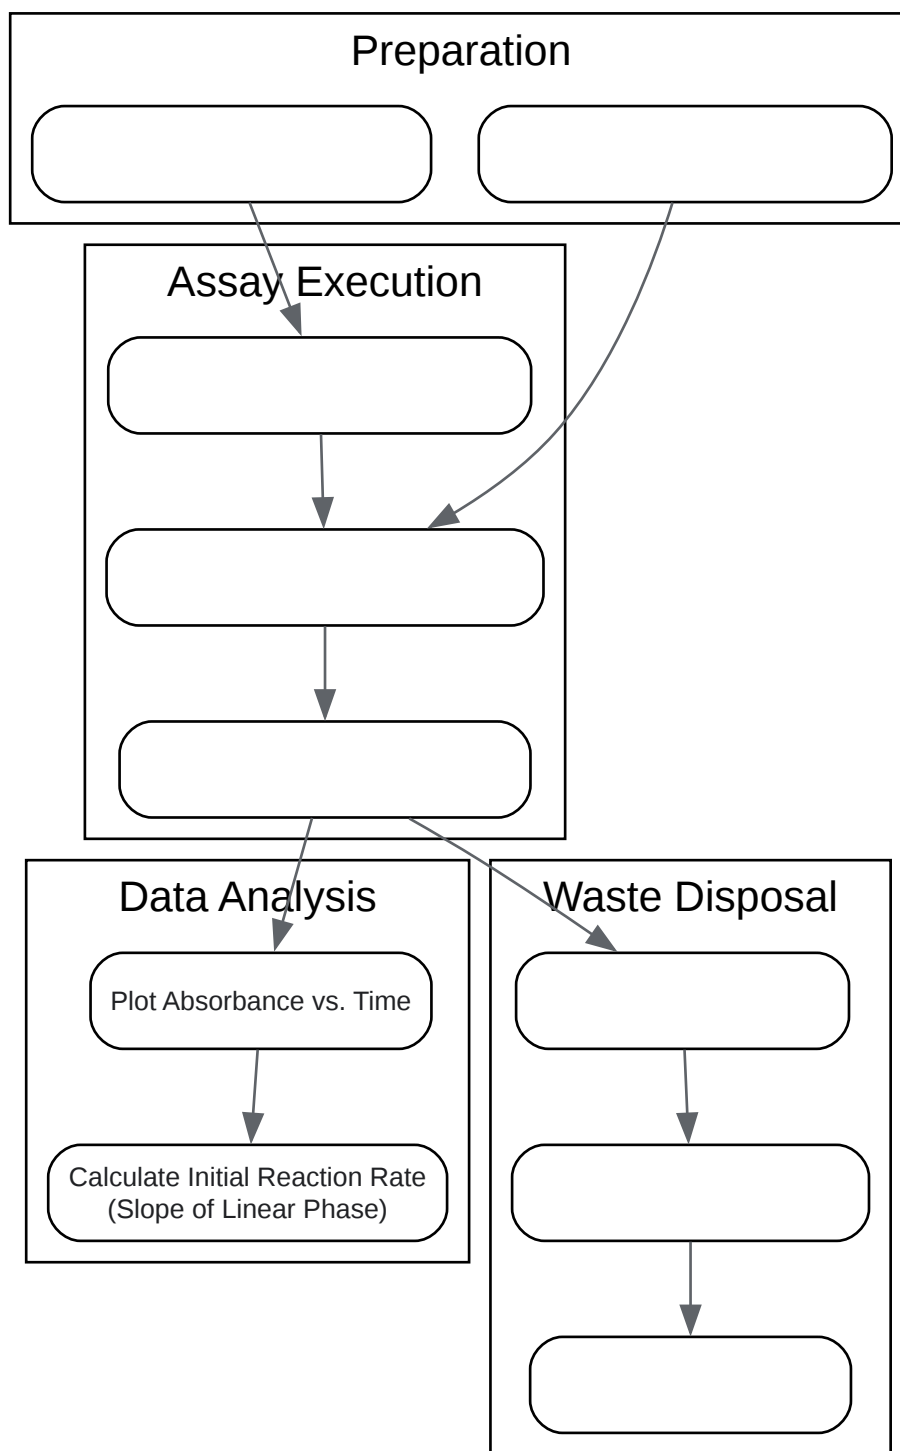 Preparation
Assay Execution
Data Analysis
Waste Disposal
Plot Absorbance vs. Time
Calculate Initial Reaction Rate
(Slope of Linear Phase)